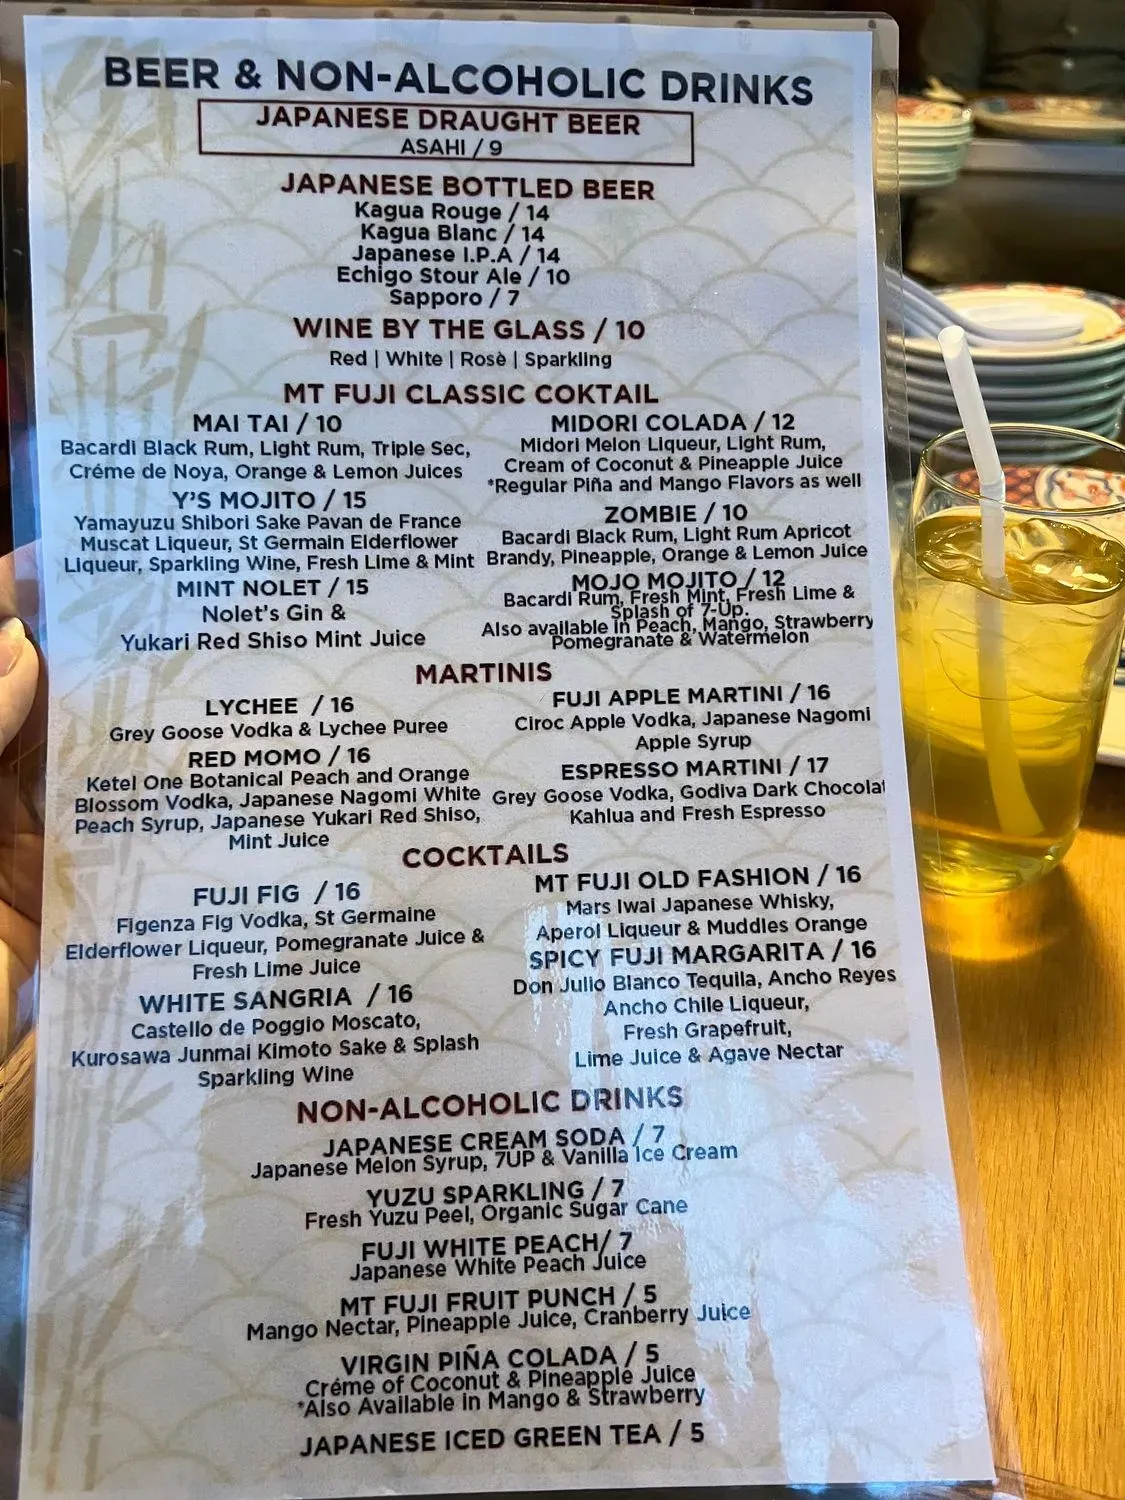 BEER & NON-ALCOHOLIC DRINKS
JAPANESE DRAUGHT BEER
ASAHI / 9
JAPANESE BOTTLED BEER
Kagua Rouge / 14
Kagua Blanc / 14
Japanese I.P.A / 14
Echigo Stour Ale / 10
Sapporo / 7
WINE BY THE GLASS / 10
Red | White | Rosè | Sparkling
MT FUJI CLASSIC COKTAIL
MAI TAI / 10
Bacardi Black Rum, Light Rum, Triple Sec,
Créme de Noya, Orange & Lemon Juices
Y'S MOJITO / 15
Yamayuzu Shibori Sake Pavan de France
Muscat Liqueur, St Germain Elderflower
Liqueur, Sparkling Wine, Fresh Lime & Mint
MINT NOLET / 15
Nolet's Gin &
Yukari Red Shiso Mint Juice
MIDORI COLADA / 12
Midori Melon Liqueur, Light Rum,
Cream of Coconut & Pineapple Juice
*Regular Piña and Mango Flavors as well
ZOMBIE / 10
Bacardi Black Rum, Light Rum Apricot
Brandy, Pineapple, Orange & Lemon Juice
MOJO MOJITO / 12
Bacardi Rum, Fresh Mint, Fresh Lime &
Splash of 7-Up.
Also available in Peach, Mango, Strawberry
Pomegranate & Watermelon
MARTINIS
LYCHEE / 16
Grey Goose Vodka & Lychee Puree
RED MOMO / 16
Ketel One Botanical Peach and Orange
Blossom Vodka, Japanese Nagomi White
Peach Syrup, Japanese Yukari Red Shiso,
Mint Juice
FUJI APPLE MARTINI / 16
Ciroc Apple Vodka, Japanese Nagomi
Apple Syrup
ESPRESSO MARTINI / 17
Grey Goose Vodka, Godiva Dark Chocolat
Kahlua and Fresh Espresso
COCKTAILS
FUJI FIG / 16
Figenza Fig Vodka, St Germaine
Elderflower Liqueur, Pomegranate Juice &
Fresh Lime Juice
WHITE SANGRIA / 16
Castello de Poggio Moscato,
Kurosawa Junmai Kimoto Sake & Splash
Sparkling Wine
MT FUJI OLD FASHION / 16
Mars Iwai Japanese Whisky,
Aperol Liqueur & Muddles Orange
SPICY FUJI MARGARITA / 16
Don Julio Blanco Tequila, Ancho Reyes
Ancho Chile Liqueur,
Fresh Grapefruit,
Lime Juice & Agave Nectar
NON-ALCOHOLIC DRINKS
JAPANESE CREAM SODA / 7
Japanese Melon Syrup, 7UP & Vanilla Ice Cream
YUZU SPARKLING / 7
Fresh Yuzu Peel, Organic Sugar Cane
FUJI WHITE PEACH/ 7
Japanese White Peach Juice
MT FUJI FRUIT PUNCH / 5
Mango Nectar, Pineapple Juice, Cranberry Juice
VIRGIN PIÑA COLADA / 5
Créme of Coconut & Pineapple Juice
*Also Available in Mango & Strawberry
JAPANESE ICED GREEN TEA / 5